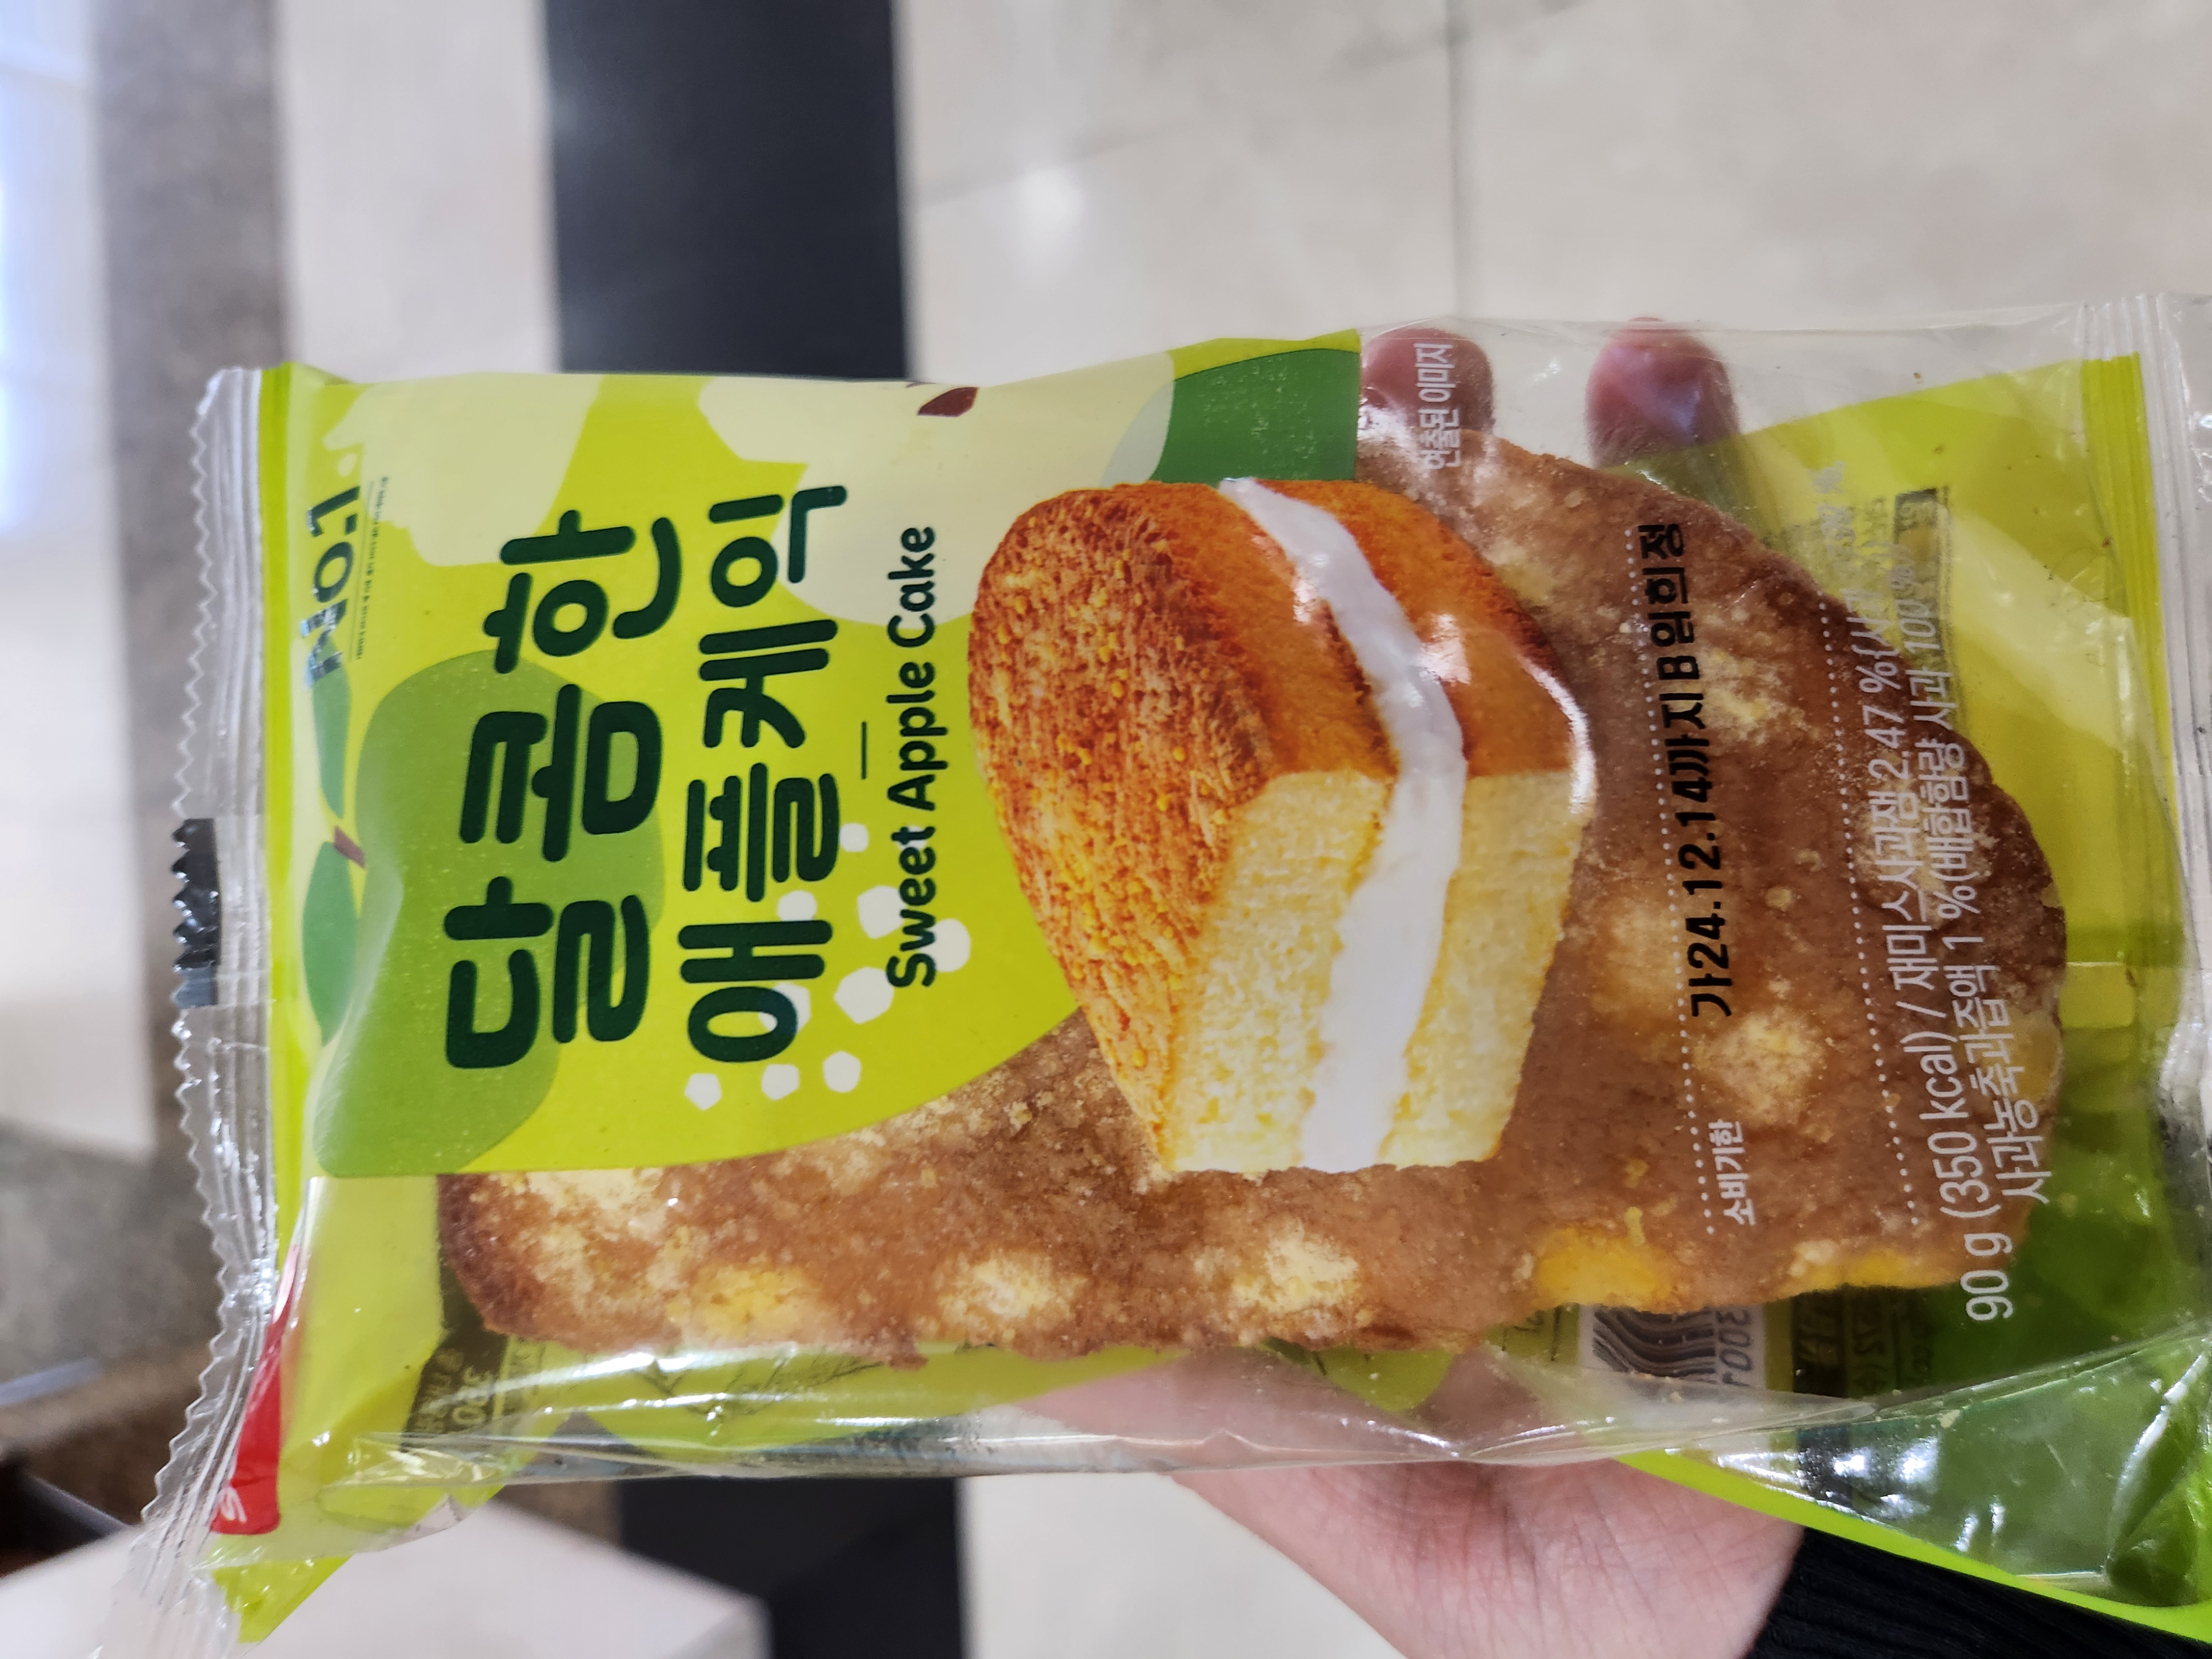 No.1
달콤한
애플케익
Sweet Apple Cake
연출된 이미지
가24.12.14까지 B 임희정
소비기한
90 g (350 kcal) / 재미스사과잼 2.47 %
사과농축과즙액 1 %(배합함량 사과 100 %)